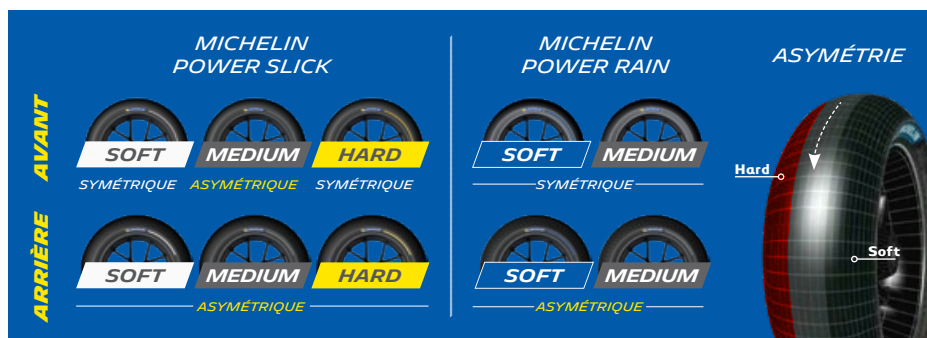 MICHELIN
POWER SLICK
MICHELIN
POWER RAIN
ASYMÉTRIE
AVANT
SOFT
MEDIUM
HARD
SOFT
MEDIUM
SYMÉTRIQUE
ASYMÉTRIQUE
SYMÉTRIQUE
SYMÉTRIQUE
Hard
ARRIÈRE
SOFT
MEDIUM
HARD
SOFT
MEDIUM
Soft
ASYMÉTRIQUE
ASYMÉTRIQUE